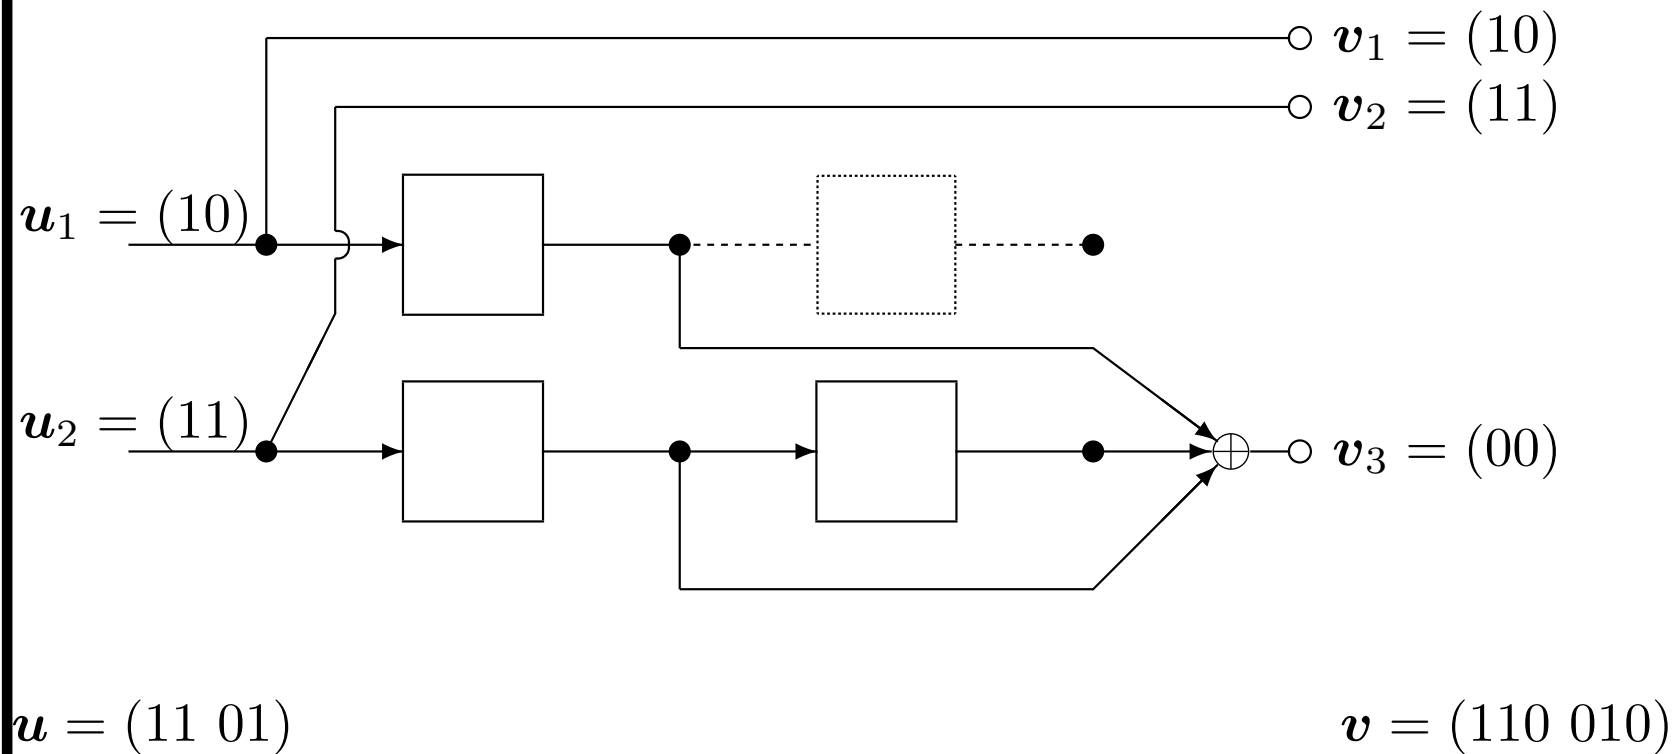 v₁ = (10)
v₂ = (11)
u₁ = (10)
u₂ = (11)
v₃ = (00)
u = (11 01)
v = (110 010)